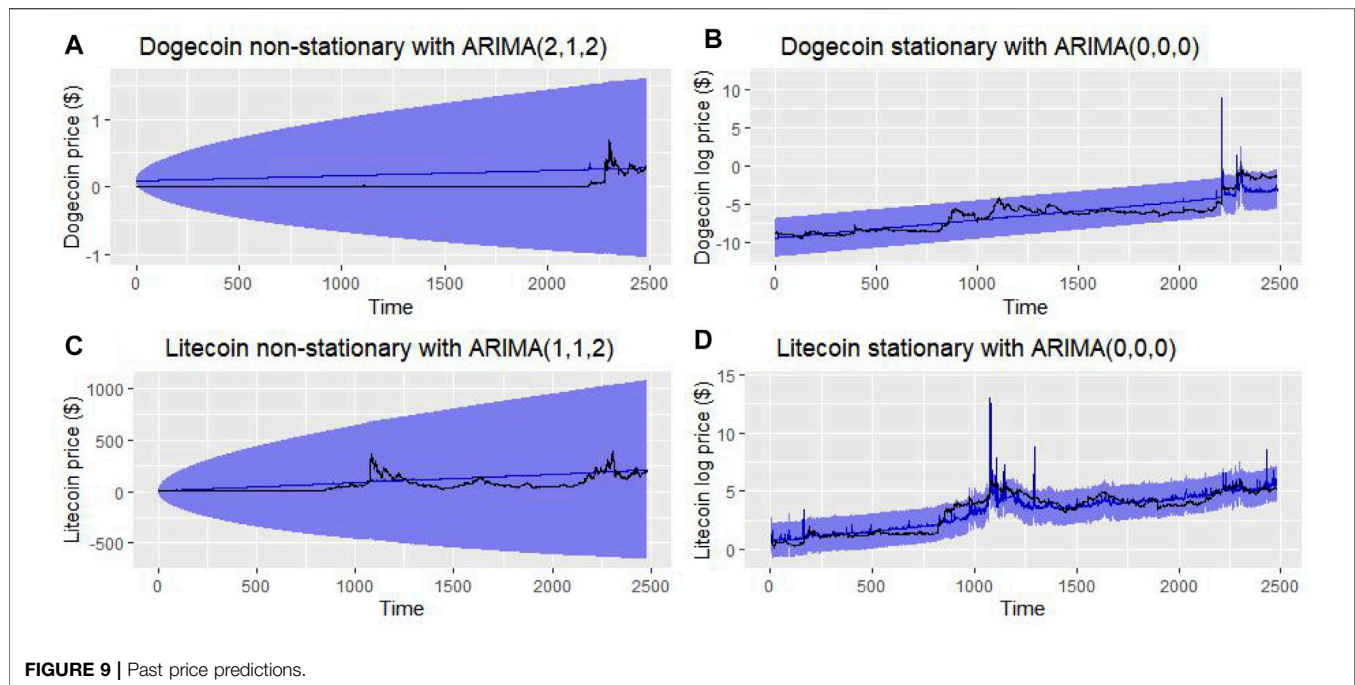 A
Dogecoin non-stationary with ARIMA(2,1,2)
Dogecoin price ($)
1
0
-1
0 500 1000 1500 2000 2500
Time
B
Dogecoin stationary with ARIMA(0,0,0)
Dogecoin log price ($)
10
5
0
-5
-10
0 500 1000 1500 2000 2500
Time
C
Litecoin non-stationary with ARIMA(1,1,2)
Litecoin price ($)
1000
500
0
-500
0 500 1000 1500 2000 2500
Time
D
Litecoin stationary with ARIMA(0,0,0)
Litecoin log price ($)
15
10
5
0
0 500 1000 1500 2000 2500
Time
FIGURE 9 | Past price predictions.